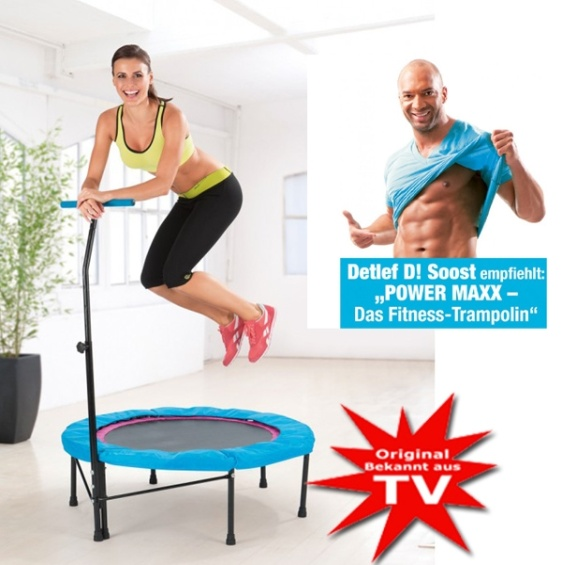 Detlef D! Soost empfiehlt:
„POWER MAXX –
Das Fitness-Trampolin“
Original
Bekannt aus
TV